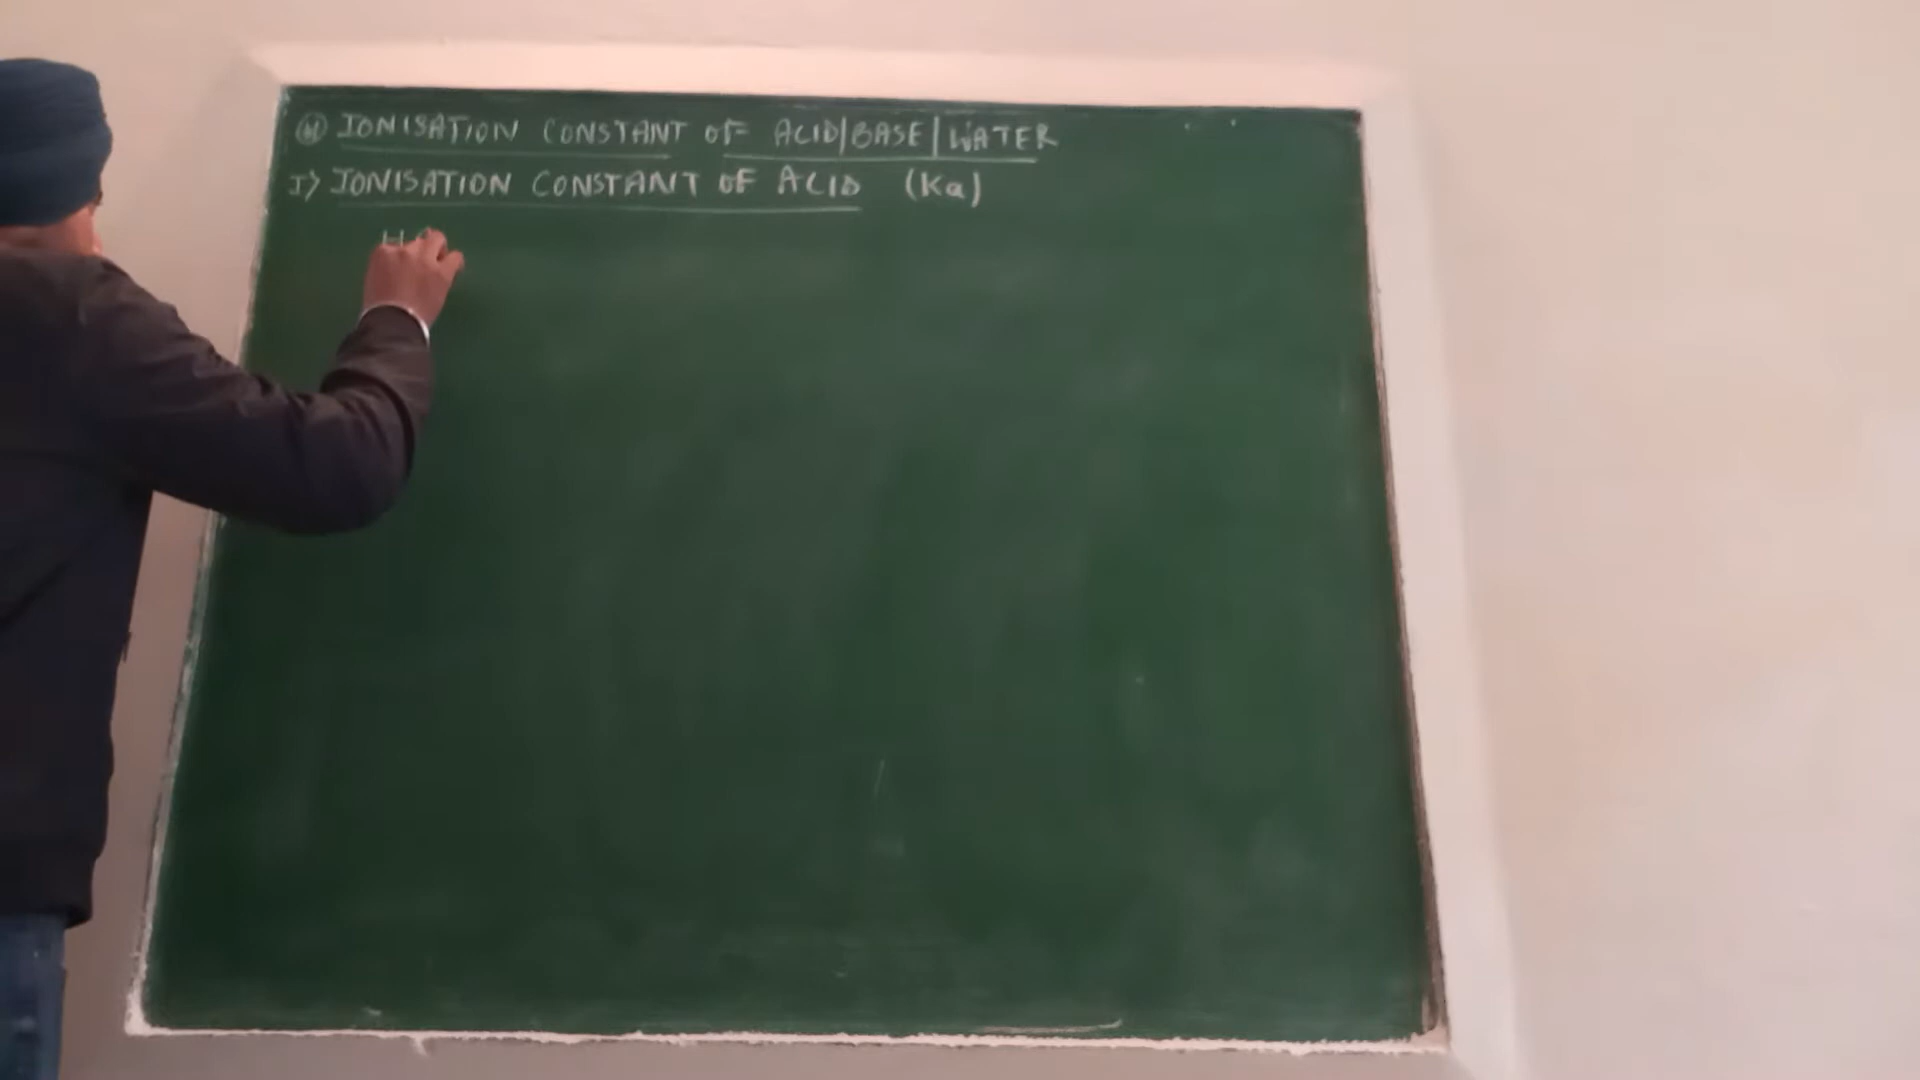 IONISATION CONSTANT OF ACID/BASE/WATER
I> IONISATION CONSTANT OF ACID (Ka)
H